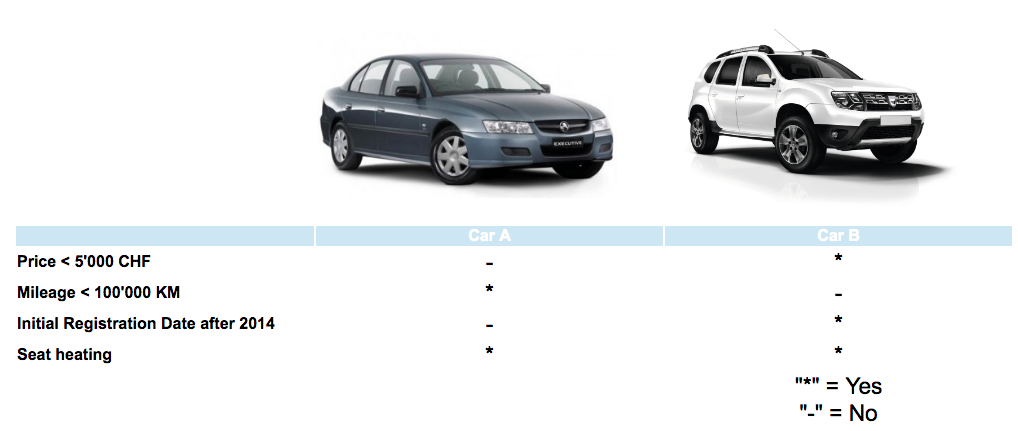 EXECUTIVE
Car A Car B
Price < 5'000 CHF - *
Mileage < 100'000 KM * -
Initial Registration Date after 2014 - *
Seat heating * *
"*" = Yes
"-" = No